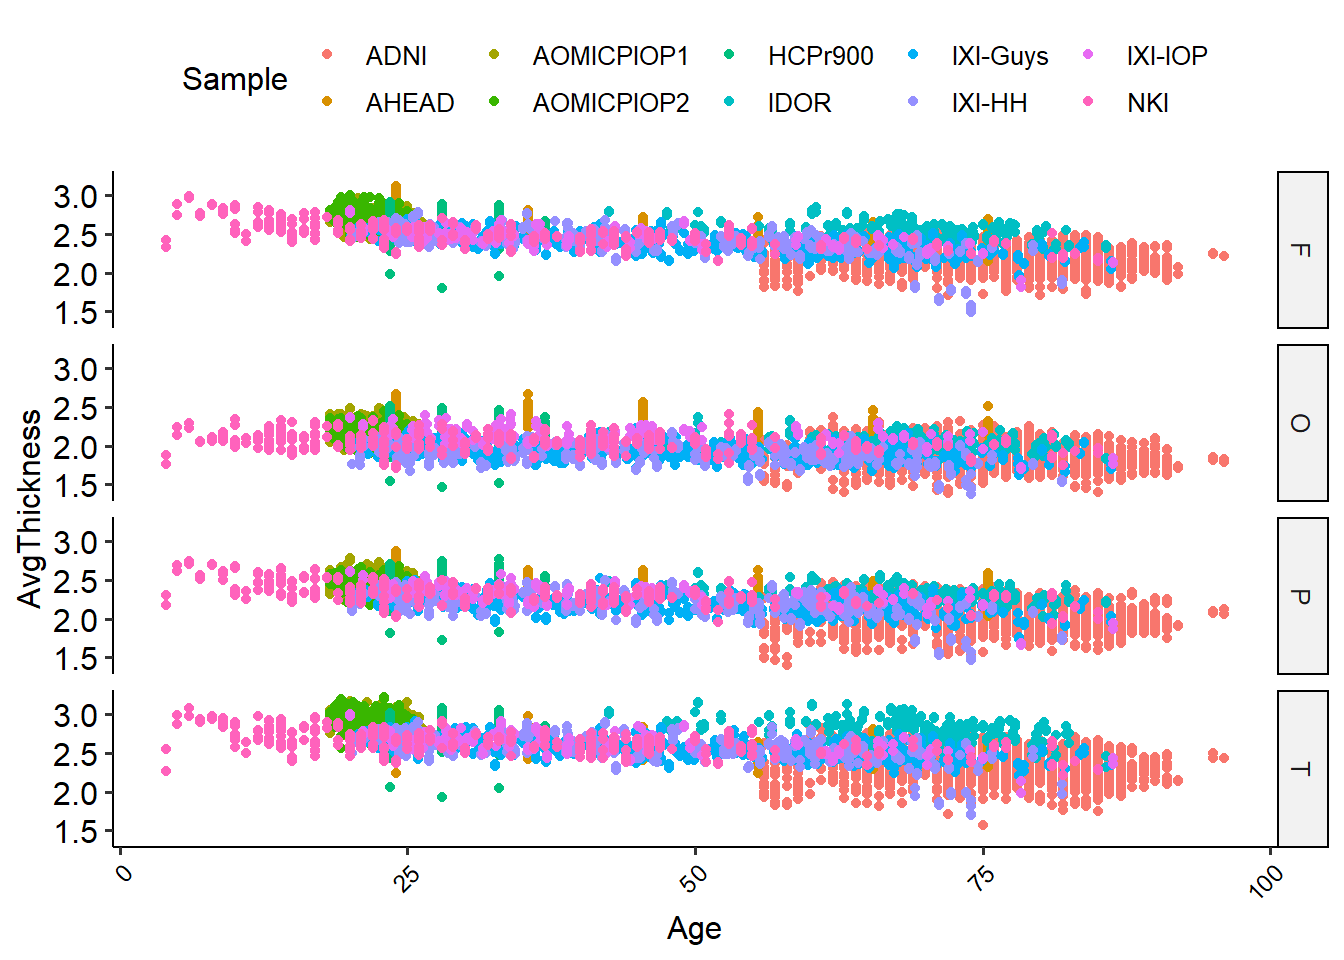 Sample
ADNI AOMICPIOP1 HCPr900 IXI-Guys IXI-IOP
AHEAD AOMICPIOP2 IDOR IXI-HH NKI
AvgThickness
3.0
2.5
2.0
1.5
F
3.0
2.5
2.0
1.5
O
3.0
2.5
2.0
1.5
P
3.0
2.5
2.0
1.5
T
0 25 50 75 100
Age